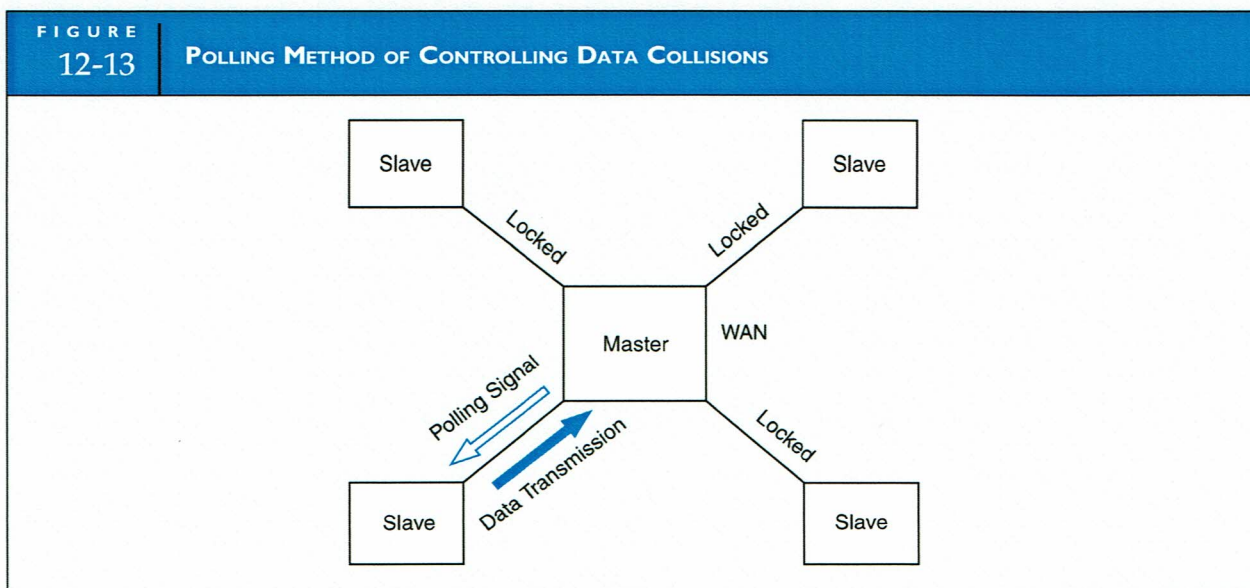 FIGURE
12-13
POLLING METHOD OF CONTROLLING DATA COLLISIONS
Slave
Slave
Locked
Locked
Master
WAN
Polling Signal
Data Transmission
Locked
Slave
Slave